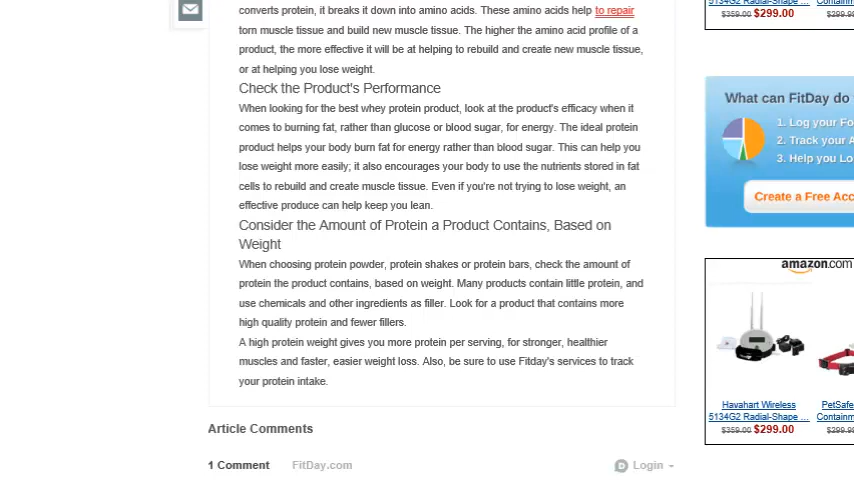 converts protein, it breaks it down into amino acids. These amino acids help to repair
torn muscle tissue and build new muscle tissue. The higher the amino acid profile of a
product, the more effective it will be at helping to rebuild and create new muscle tissue,
or at helping you lose weight.
Check the Product's Performance
When looking for the best whey protein product, look at the product's efficacy when it
comes to burning fat, rather than glucose or blood sugar, for energy. The ideal protein
product helps your body burn fat for energy rather than blood sugar. This can help you
lose weight more easily; it also encourages your body to use the nutrients stored in fat
cells to rebuild and create muscle tissue. Even if you're not trying to lose weight, an
effective produce can help keep you lean.
Consider the Amount of Protein a Product Contains, Based on
Weight
When choosing protein powder, protein shakes or protein bars, check the amount of
protein the product contains, based on weight. Many products contain little protein, and
use chemicals and other ingredients as filler. Look for a product that contains more
high quality protein and fewer fillers.
A high protein weight gives you more protein per serving, for stronger, healthier
muscles and faster, easier weight loss. Also, be sure to use Fitday's services to track
your protein intake.
Article Comments
1 Comment FitDay.com Login
5134G2 Radial-Shape ... Containm
$359.00 $299.00 $299.9
What can FitDay do
1. Log your Fo
2. Track your A
3. Help you Lo
Create a Free Acc
amazon.com
Havahart Wireless PetSafe
5134G2 Radial-Shape ... Containm
$359.00 $299.00 $299.9